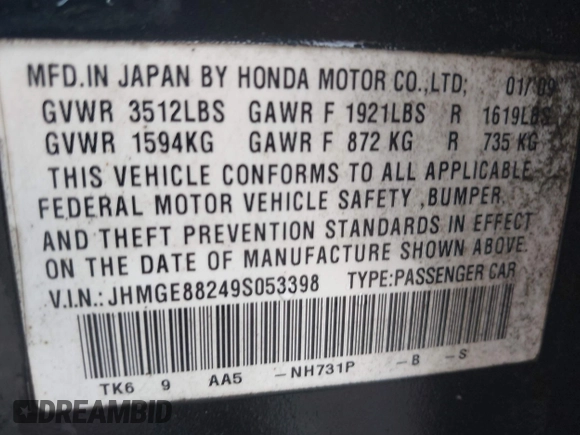 MFD.IN JAPAN BY HONDA MOTOR CO.,LTD; 01/'09
GVWR 3512LBS GAWR F 1921LBS R 1619LBS
GVWR 1594KG GAWR F 872 KG R 735 KG
THIS VEHICLE CONFORMS TO ALL APPLICABLE
FEDERAL MOTOR VEHICLE SAFETY ,BUMPER,
AND THEFT PREVENTION STANDARDS IN EFFECT
ON THE DATE OF MANUFACTURE SHOWN ABOVE.
V.I.N.:JHMGE88249S053398 TYPE:PASSENGER CAR
TK6 9 AA5 -NH731P -B -S
DREAMBID